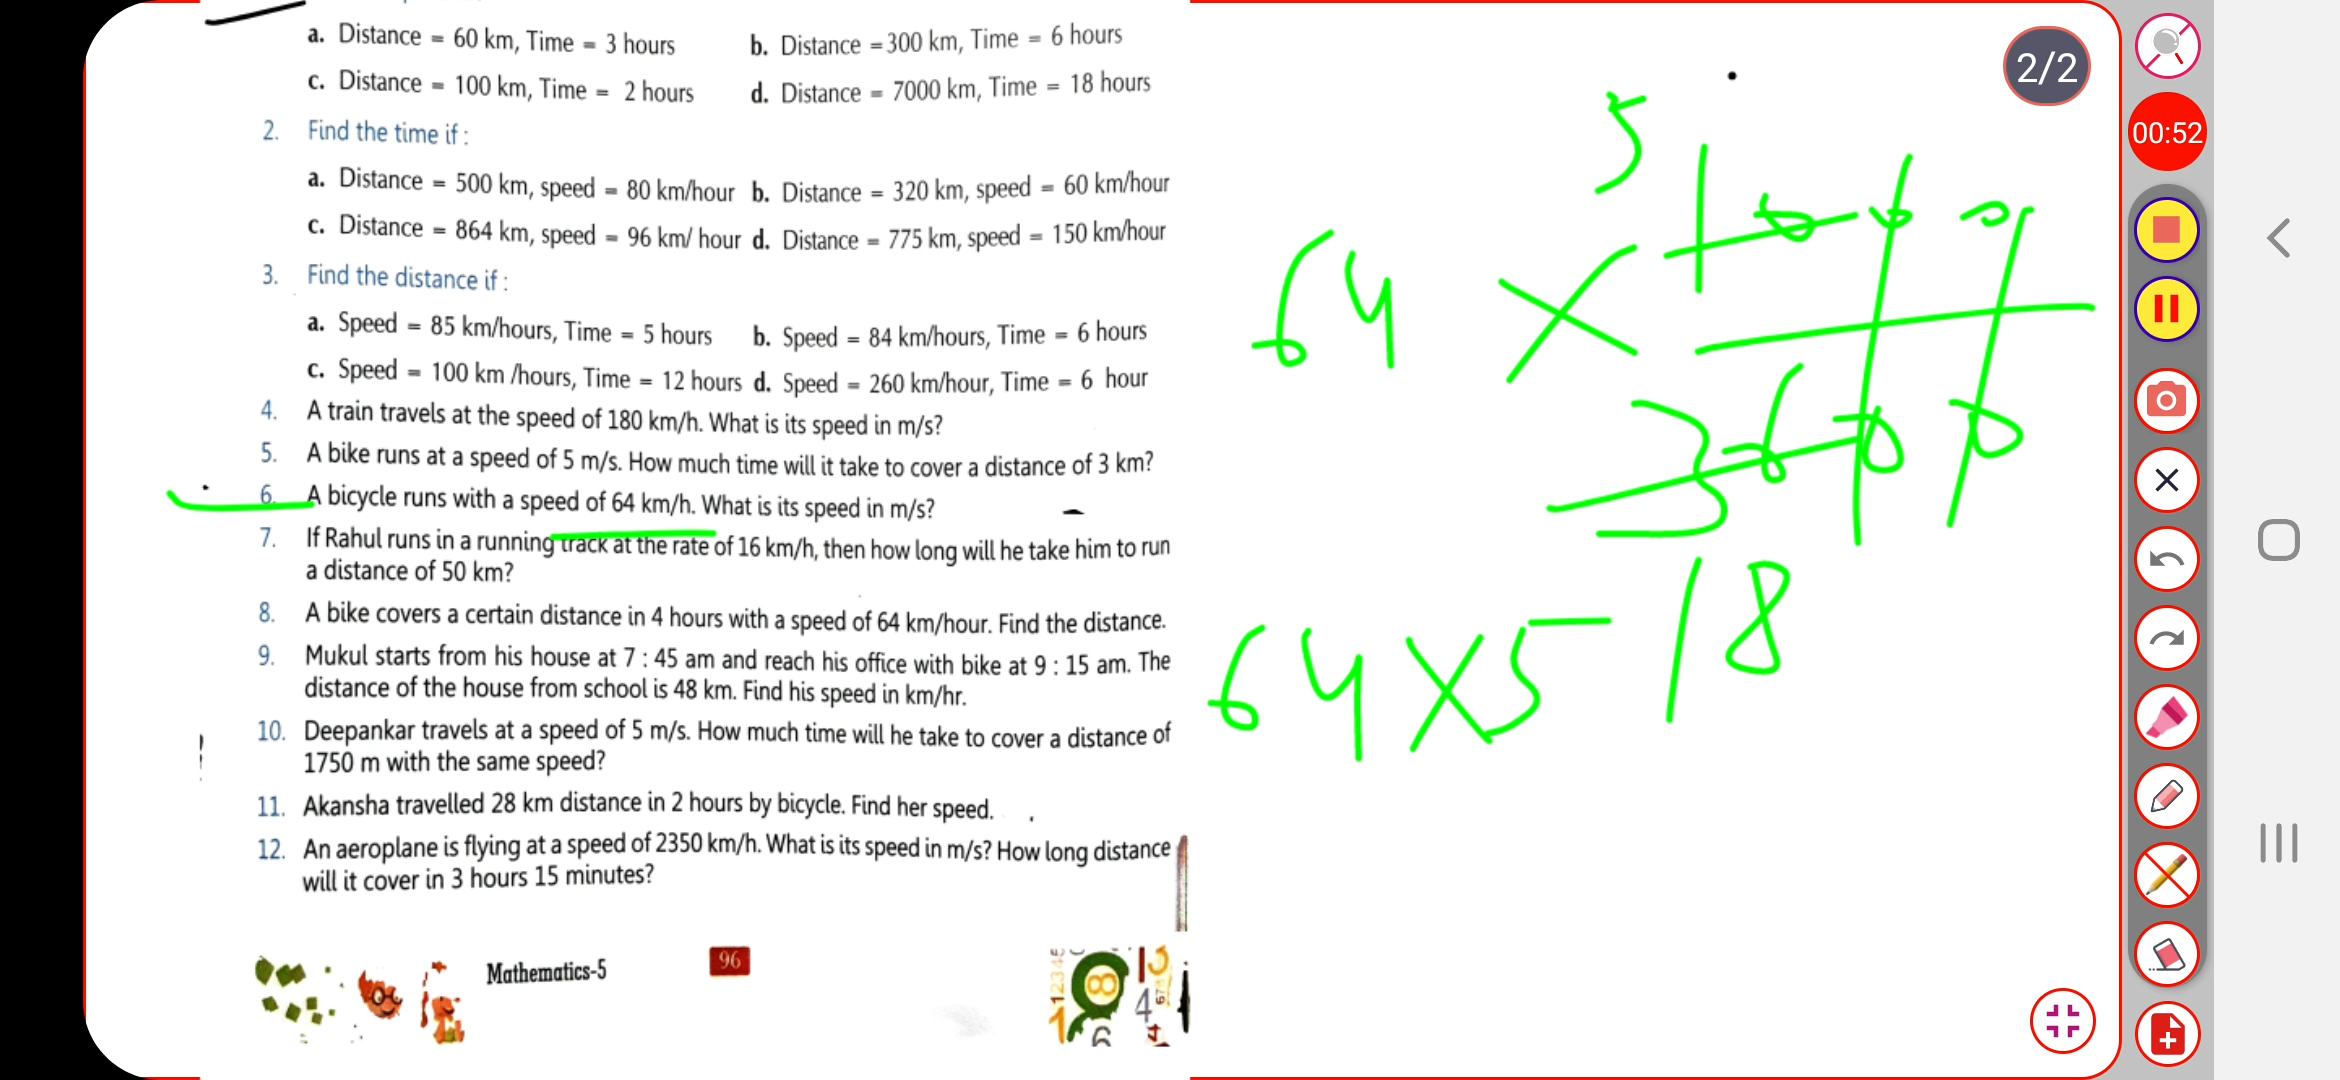 a. Distance = 60 km, Time = 3 hours b. Distance =300 km, Time = 6 hours
c. Distance = 100 km, Time = 2 hours d. Distance = 7000 km, Time = 18 hours
2. Find the time if :
a. Distance = 500 km, speed = 80 km/hour b. Distance = 320 km, speed = 60 km/hour
c. Distance = 864 km, speed = 96 km/ hour d. Distance = 775 km, speed = 150 km/hour
3. Find the distance if :
a. Speed = 85 km/hours, Time = 5 hours b. Speed = 84 km/hours, Time = 6 hours
c. Speed = 100 km /hours, Time = 12 hours d. Speed = 260 km/hour, Time = 6 hour
4. A train travels at the speed of 180 km/h. What is its speed in m/s?
5. A bike runs at a speed of 5 m/s. How much time will it take to cover a distance of 3 km?
6. A bicycle runs with a speed of 64 km/h. What is its speed in m/s?
7. If Rahul runs in a running track at the rate of 16 km/h, then how long will he take him to run
a distance of 50 km?
8. A bike covers a certain distance in 4 hours with a speed of 64 km/hour. Find the distance.
9. Mukul starts from his house at 7 : 45 am and reach his office with bike at 9 : 15 am. The
distance of the house from school is 48 km. Find his speed in km/hr.
10. Deepankar travels at a speed of 5 m/s. How much time will he take to cover a distance of
1750 m with the same speed?
11. Akansha travelled 28 km distance in 2 hours by bicycle. Find her speed.
12. An aeroplane is flying at a speed of 2350 km/h. What is its speed in m/s? How long distance
will it cover in 3 hours 15 minutes?
Mathematics-5
96
5
64 × 1000
3600
18
64 × 5
2/2
00:52